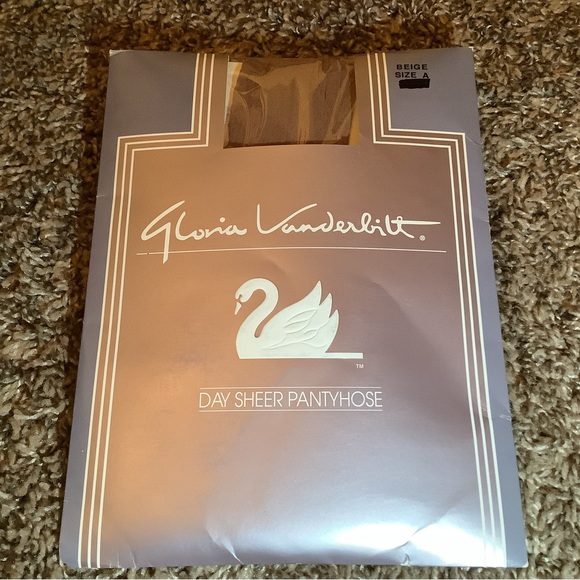 BEIGE
SIZE A
Gloria Vanderbilt®
TM
DAY SHEER PANTYHOSE